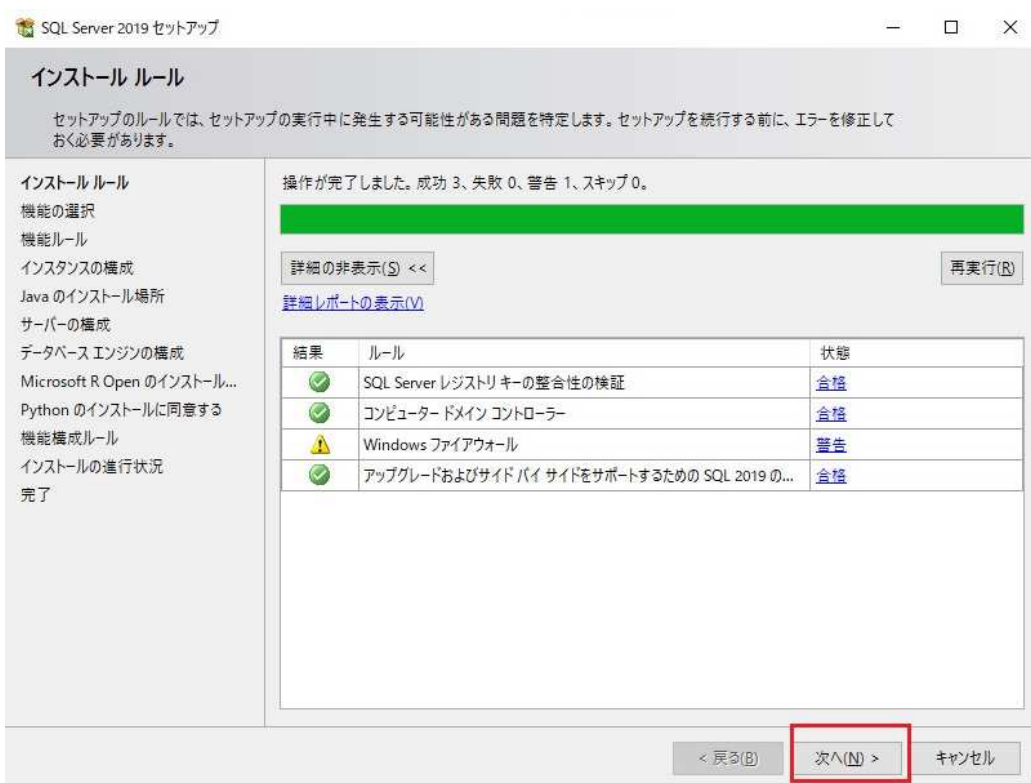 SQL Server 2019 セットアップ
インストール ルール
セットアップのルールでは、セットアップの実行中に発生する可能性がある問題を特定します。セットアップを続行する前に、エラーを修正して
おく必要があります。
インストール ルール
機能の選択
機能ルール
インスタンスの構成
Java のインストール場所
サーバーの構成
データベース エンジンの構成
Microsoft R Open のインストール...
Python のインストールに同意する
機能構成ルール
インストールの進行状況
完了
操作が完了しました。成功 3、失敗 0、警告 1、スキップ 0。
詳細の非表示(S) <<
再実行(R)
詳細レポートの表示(V)
結果 ルール 状態
SQL Server レジストリ キーの整合性の検証 合格
コンピューター ドメイン コントローラー 合格
Windows ファイアウォール 警告
アップグレードおよびサイド バイ サイドをサポートするための SQL 2019 の... 合格
< 戻る(B) 次へ(N) > キャンセル